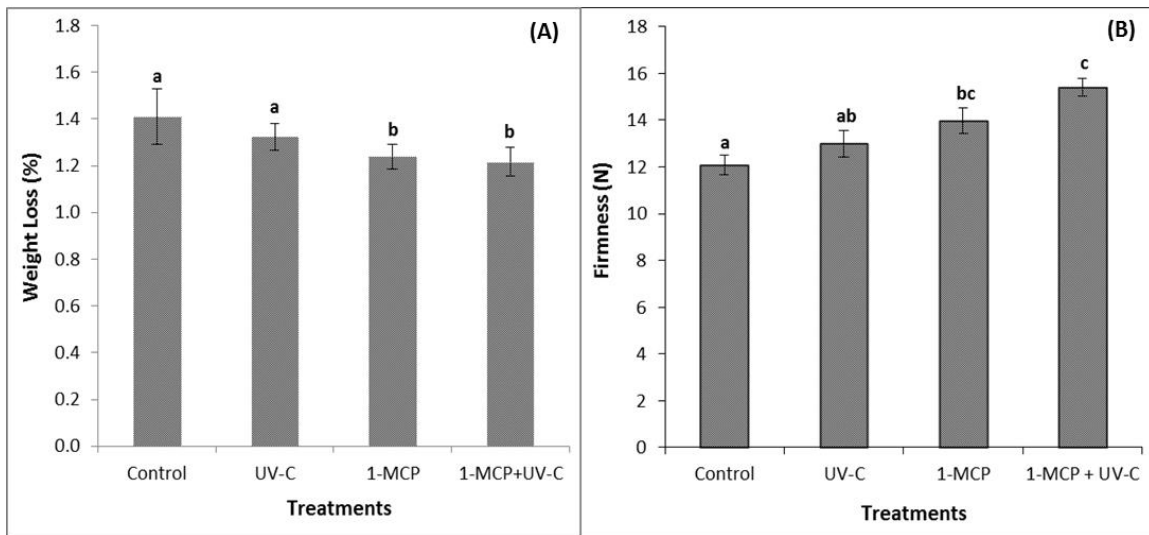 (A)
Weight Loss (%)
1.8
1.6
1.4
1.2
1.0
0.8
0.6
0.4
0.2
0.0
a
a
b
b
Control
UV-C
1-MCP
1-MCP+UV-C
Treatments
(B)
Firmness (N)
18
16
14
12
10
8
6
4
2
0
a
ab
bc
c
Control
UV-C
1-MCP
1-MCP + UV-C
Treatments